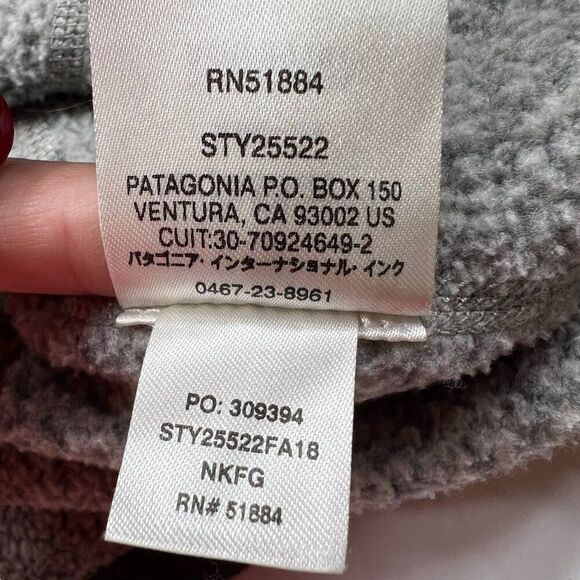 RN51884
STY25522
PATAGONIA P.O. BOX 150
VENTURA, CA 93002 US
CUIT:30-70924649-2
パタゴニア・インターナショナル・インク
0467-23-8961
PO: 309394
STY25522FA18
NKFG
RN# 51884